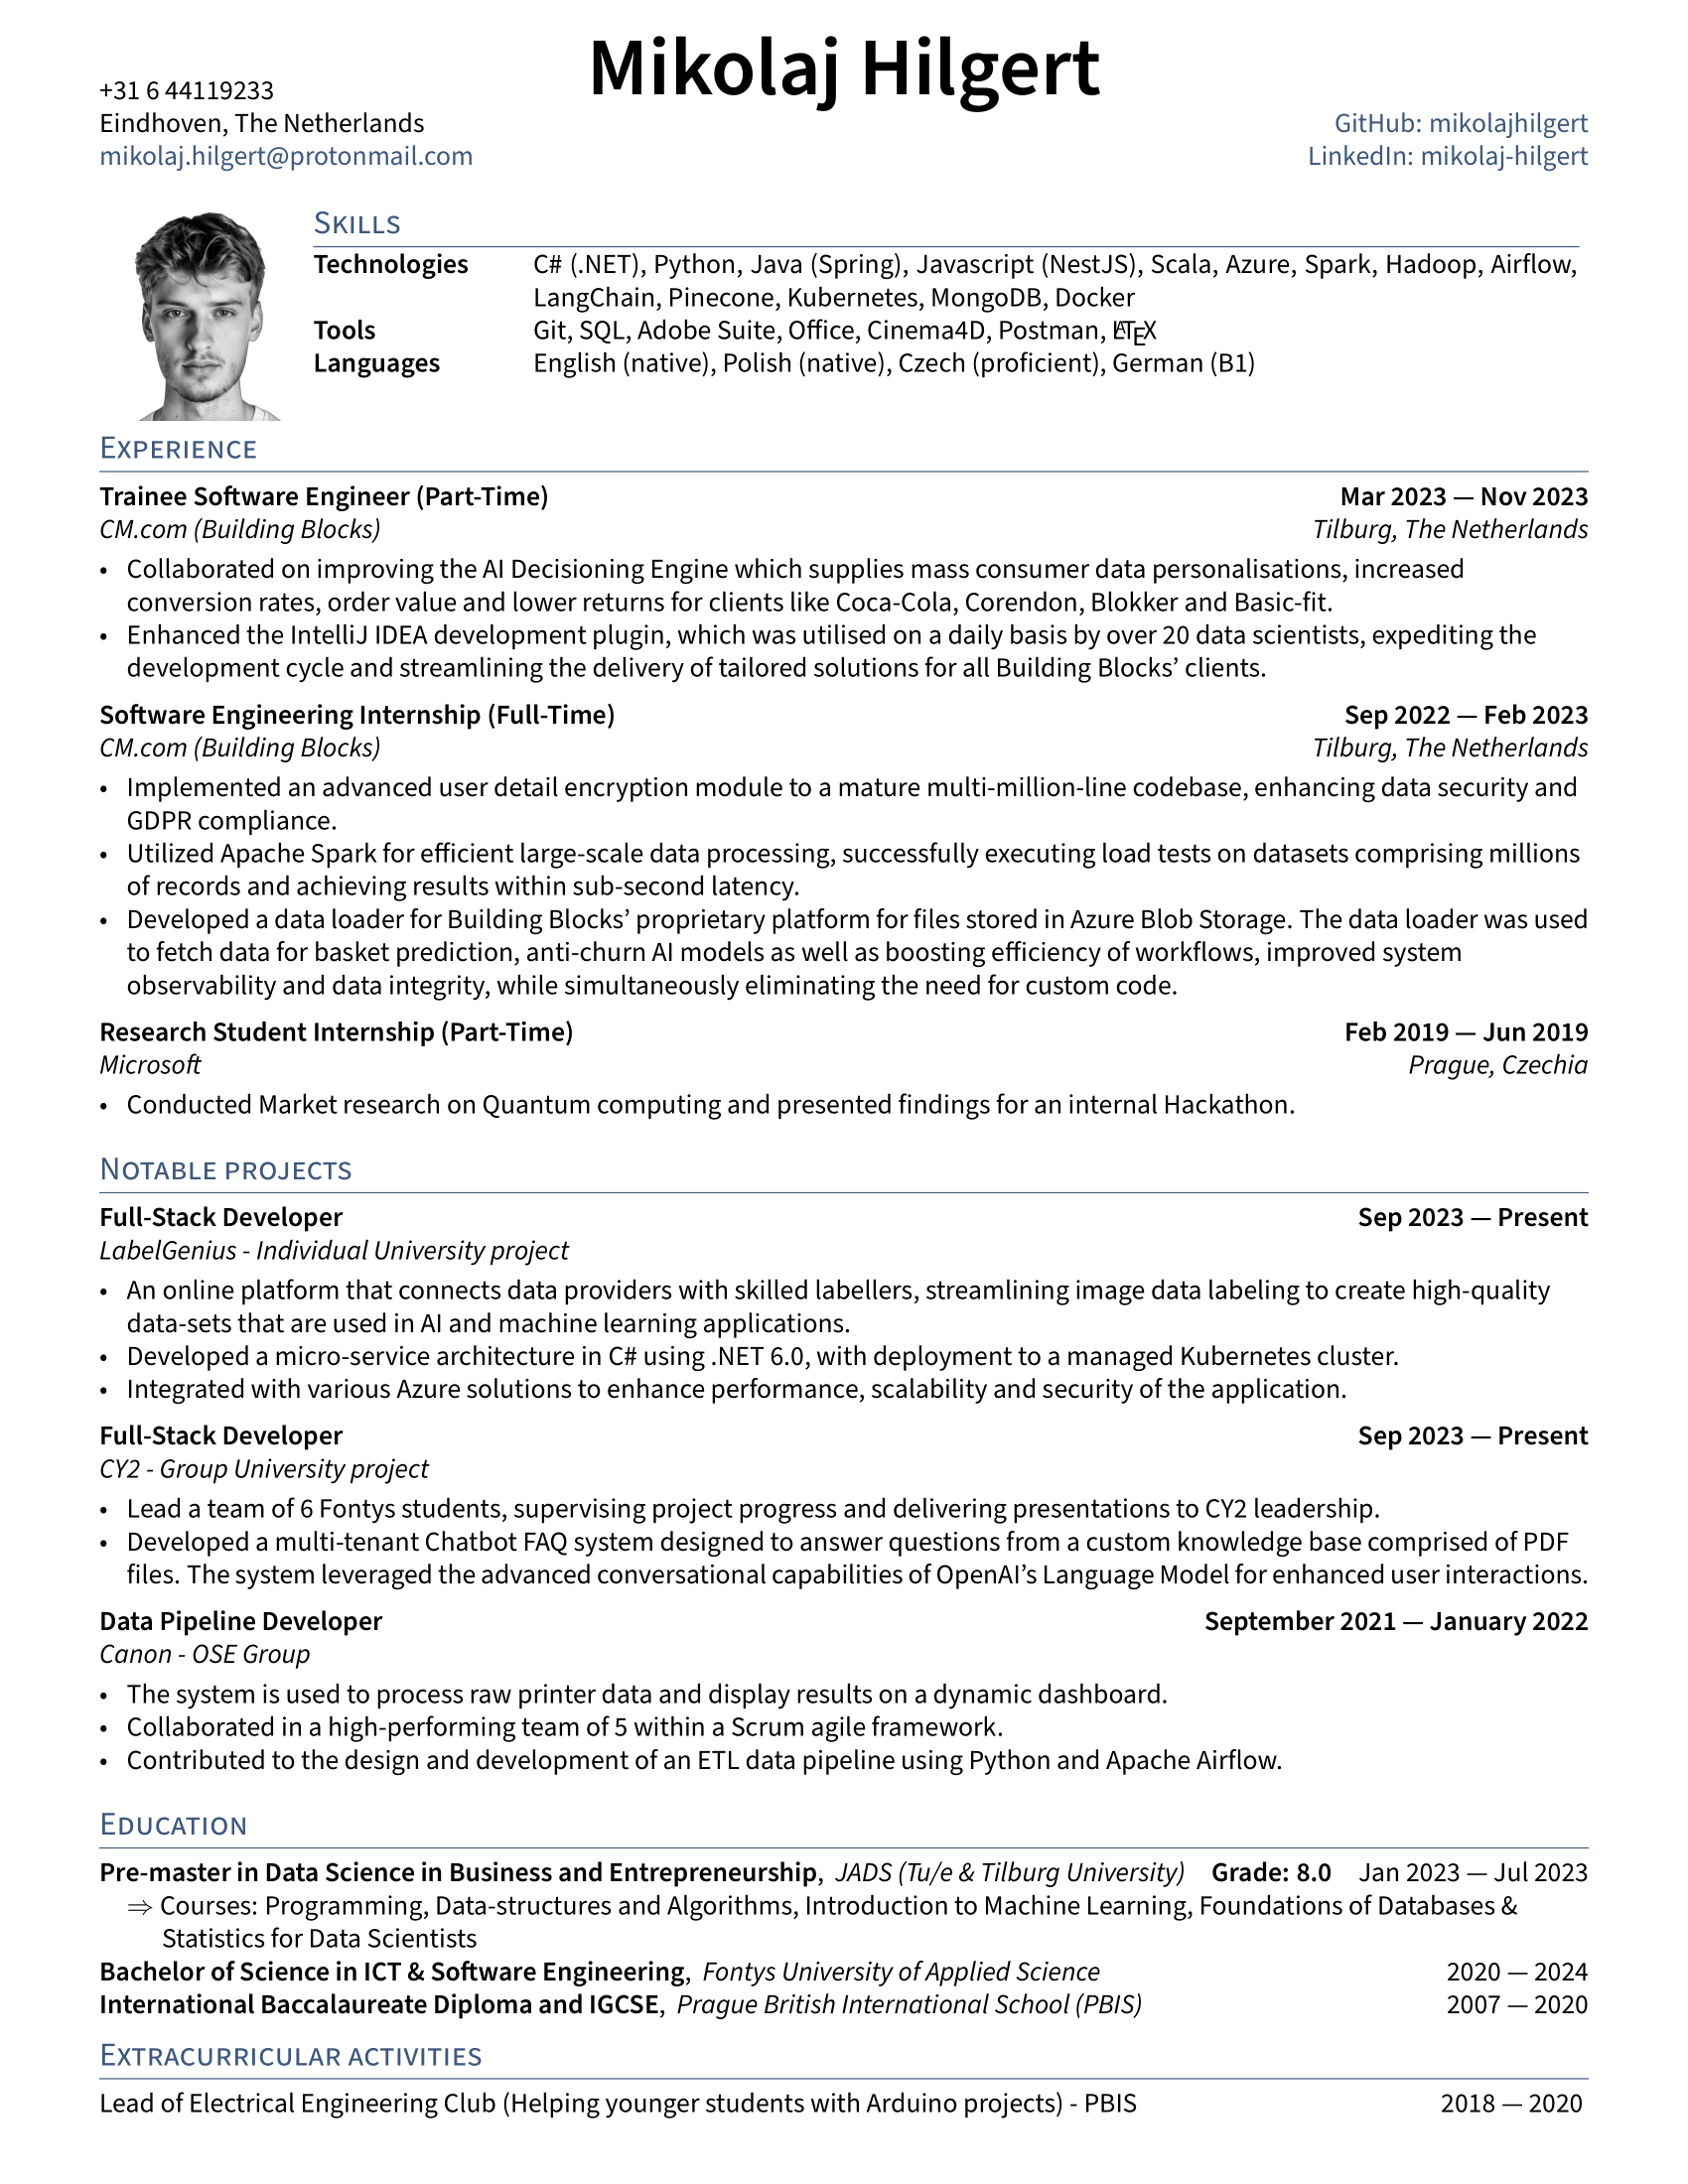 Mikolaj Hilgert
+31 6 44119233
Eindhoven, The Netherlands
mikolaj.hilgert@protonmail.com
GitHub: mikolajhilgert
LinkedIn: mikolaj-hilgert
Skills
Technologies C# (.NET), Python, Java (Spring), Javascript (NestJS), Scala, Azure, Spark, Hadoop, Airflow,
LangChain, Pinecone, Kubernetes, MongoDB, Docker
Tools Git, SQL, Adobe Suite, Office, Cinema4D, Postman, LATEX
Languages English (native), Polish (native), Czech (proficient), German (B1)
Experience
Trainee Software Engineer (Part-Time) Mar 2023 — Nov 2023
CM.com (Building Blocks) Tilburg, The Netherlands
• Collaborated on improving the AI Decisioning Engine which supplies mass consumer data personalisations, increased
conversion rates, order value and lower returns for clients like Coca-Cola, Corendon, Blokker and Basic-fit.
• Enhanced the IntelliJ IDEA development plugin, which was utilised on a daily basis by over 20 data scientists, expediting the
development cycle and streamlining the delivery of tailored solutions for all Building Blocks’ clients.
Software Engineering Internship (Full-Time) Sep 2022 — Feb 2023
CM.com (Building Blocks) Tilburg, The Netherlands
• Implemented an advanced user detail encryption module to a mature multi-million-line codebase, enhancing data security and
GDPR compliance.
• Utilized Apache Spark for efficient large-scale data processing, successfully executing load tests on datasets comprising millions
of records and achieving results within sub-second latency.
• Developed a data loader for Building Blocks’ proprietary platform for files stored in Azure Blob Storage. The data loader was used
to fetch data for basket prediction, anti-churn AI models as well as boosting efficiency of workflows, improved system
observability and data integrity, while simultaneously eliminating the need for custom code.
Research Student Internship (Part-Time) Feb 2019 — Jun 2019
Microsoft Prague, Czechia
• Conducted Market research on Quantum computing and presented findings for an internal Hackathon.
Notable projects
Full-Stack Developer Sep 2023 — Present
LabelGenius - Individual University project
• An online platform that connects data providers with skilled labellers, streamlining image data labeling to create high-quality
data-sets that are used in AI and machine learning applications.
• Developed a micro-service architecture in C# using .NET 6.0, with deployment to a managed Kubernetes cluster.
• Integrated with various Azure solutions to enhance performance, scalability and security of the application.
Full-Stack Developer Sep 2023 — Present
CY2 - Group University project
• Lead a team of 6 Fontys students, supervising project progress and delivering presentations to CY2 leadership.
• Developed a multi-tenant Chatbot FAQ system designed to answer questions from a custom knowledge base comprised of PDF
files. The system leveraged the advanced conversational capabilities of OpenAI’s Language Model for enhanced user interactions.
Data Pipeline Developer September 2021 — January 2022
Canon - OSE Group
• The system is used to process raw printer data and display results on a dynamic dashboard.
• Collaborated in a high-performing team of 5 within a Scrum agile framework.
• Contributed to the design and development of an ETL data pipeline using Python and Apache Airflow.
Education
Pre-master in Data Science in Business and Entrepreneurship, JADS (Tu/e & Tilburg University) Grade: 8.0 Jan 2023 — Jul 2023
⇒ Courses: Programming, Data-structures and Algorithms, Introduction to Machine Learning, Foundations of Databases &
Statistics for Data Scientists
Bachelor of Science in ICT & Software Engineering, Fontys University of Applied Science 2020 — 2024
International Baccalaureate Diploma and IGCSE, Prague British International School (PBIS) 2007 — 2020
Extracurricular activities
Lead of Electrical Engineering Club (Helping younger students with Arduino projects) - PBIS 2018 — 2020